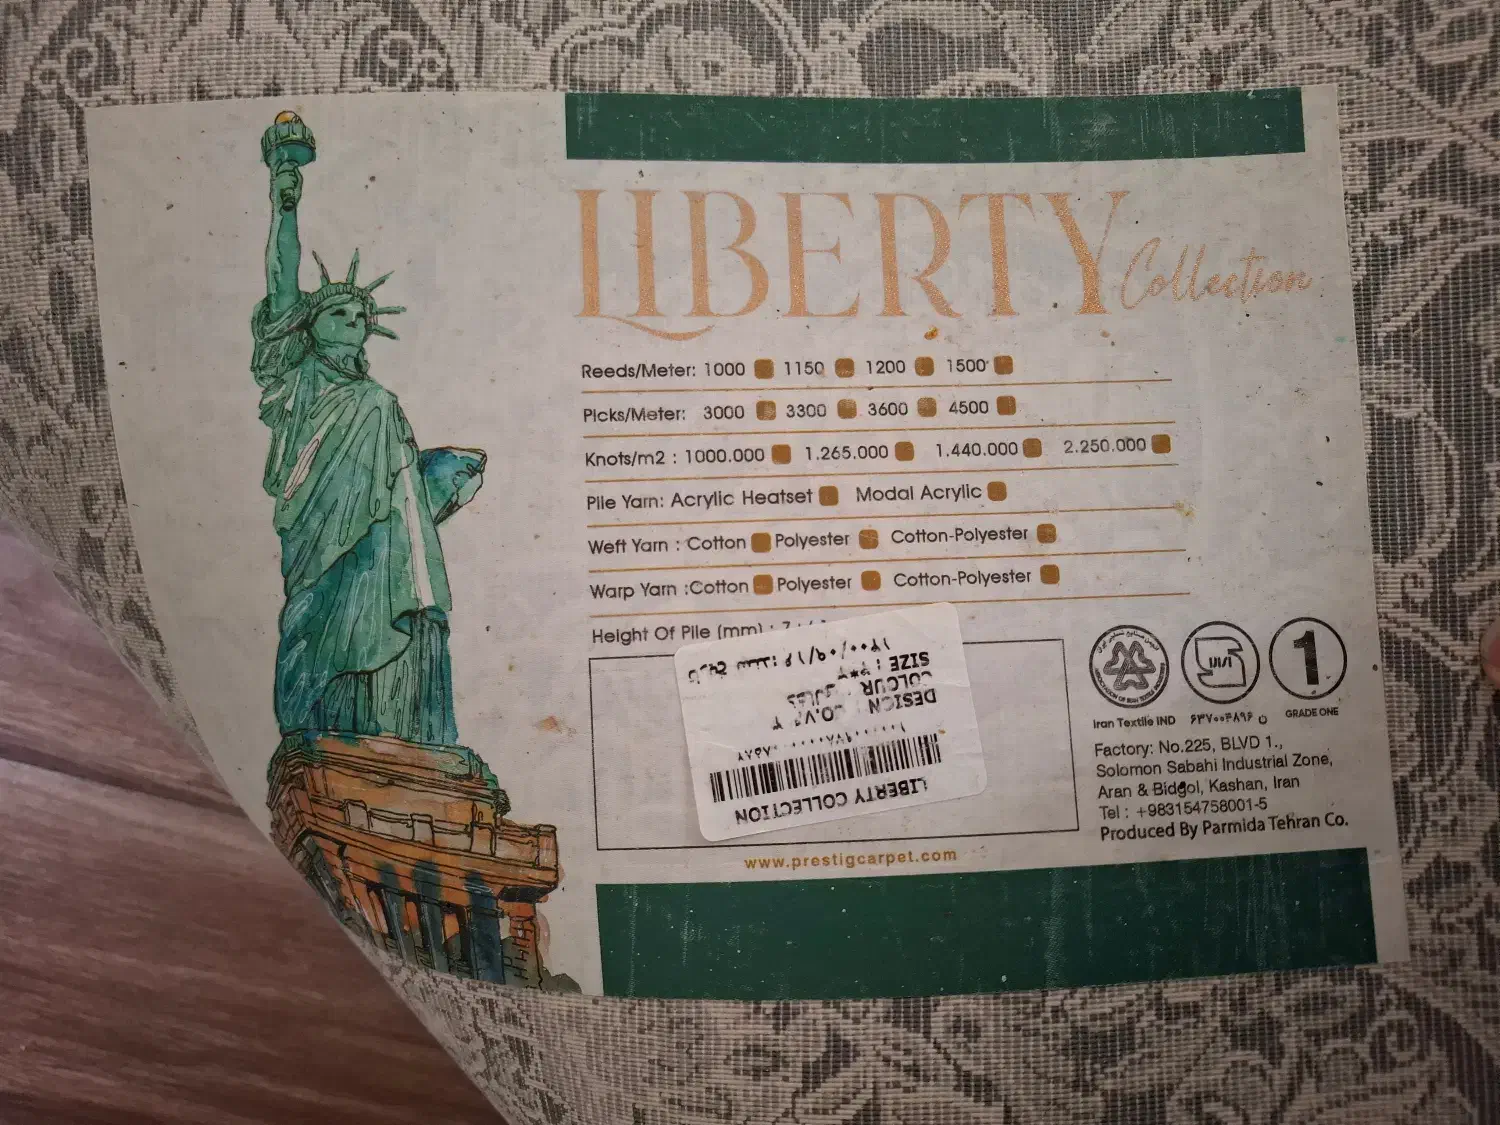 LIBERTY Collection
Reeds/Meter: 1000 1150 1200 1500
Picks/Meter: 3000 3300 3600 4500
Knots/m2 : 1000.000 1.265.000 1.440.000 2.250.000
Pile Yarn: Acrylic Heatset Modal Acrylic
Weft Yarn : Cotton Polyester Cotton-Polyester
Warp Yarn :Cotton Polyester Cotton-Polyester
Height Of Pile (mm) :
LIBERTY COLLECTION
DESIGN
COLOUR
SIZE :
1
Iran Textile IND
GRADE ONE
Factory: No.225, BLVD 1.,
Solomon Sabahi Industrial Zone,
Aran & Bidgol, Kashan, Iran
Tel : +983154758001-5
Produced By Parmida Tehran Co.
www.prestigcarpet.com